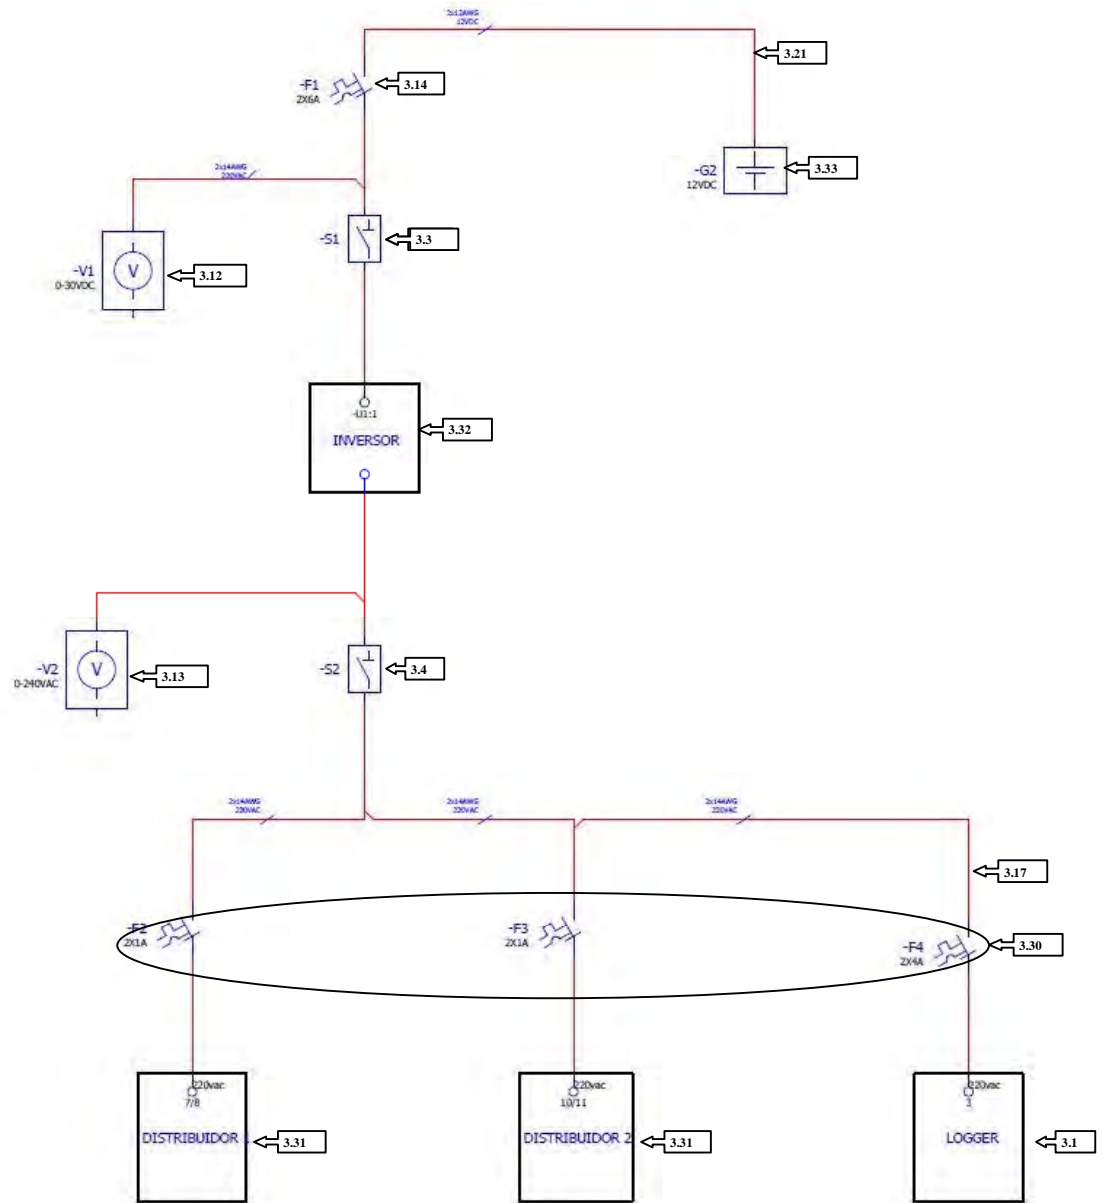 2x12AWG
12VDC
3.21
-F1
2X6A
3.14
2x14AWG
220VAC
-G2
12VDC
3.33
-S1
3.3
-V1
0-30VDC
3.12
-U1:1
INVERSOR
3.32
-V2
0-240VAC
3.13
-S2
3.4
2x14AWG
220VAC
2x14AWG
220VAC
2x14AWG
220VAC
3.17
-F2
2X1A
-F3
2X1A
-F4
2X4A
3.30
220vac
7/8
DISTRIBUIDOR 1
3.31
220vac
10/11
DISTRIBUIDOR 2
3.31
220vac
3
LOGGER
3.1